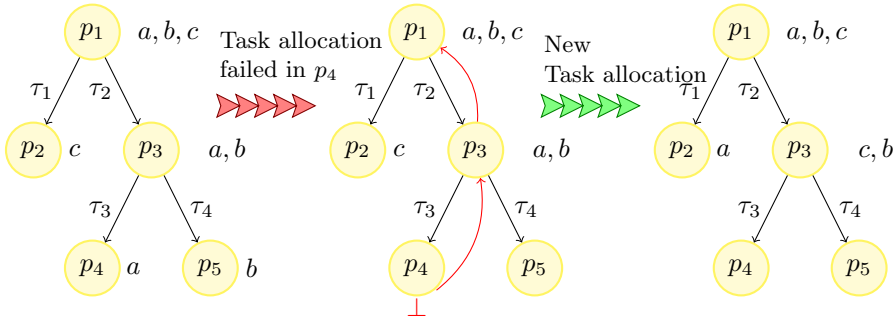 p1 a, b, c
τ1 τ2
p2 c p3 a, b
τ3 τ4
p4 a p5 b
Task allocation
failed in p4
p1 a, b, c
τ1 τ2
p2 c p3 a, b
τ3 τ4
p4 p5
New
Task allocation
p1 a, b, c
τ1 τ2
p2 a p3 c, b
τ3 τ4
p4 p5